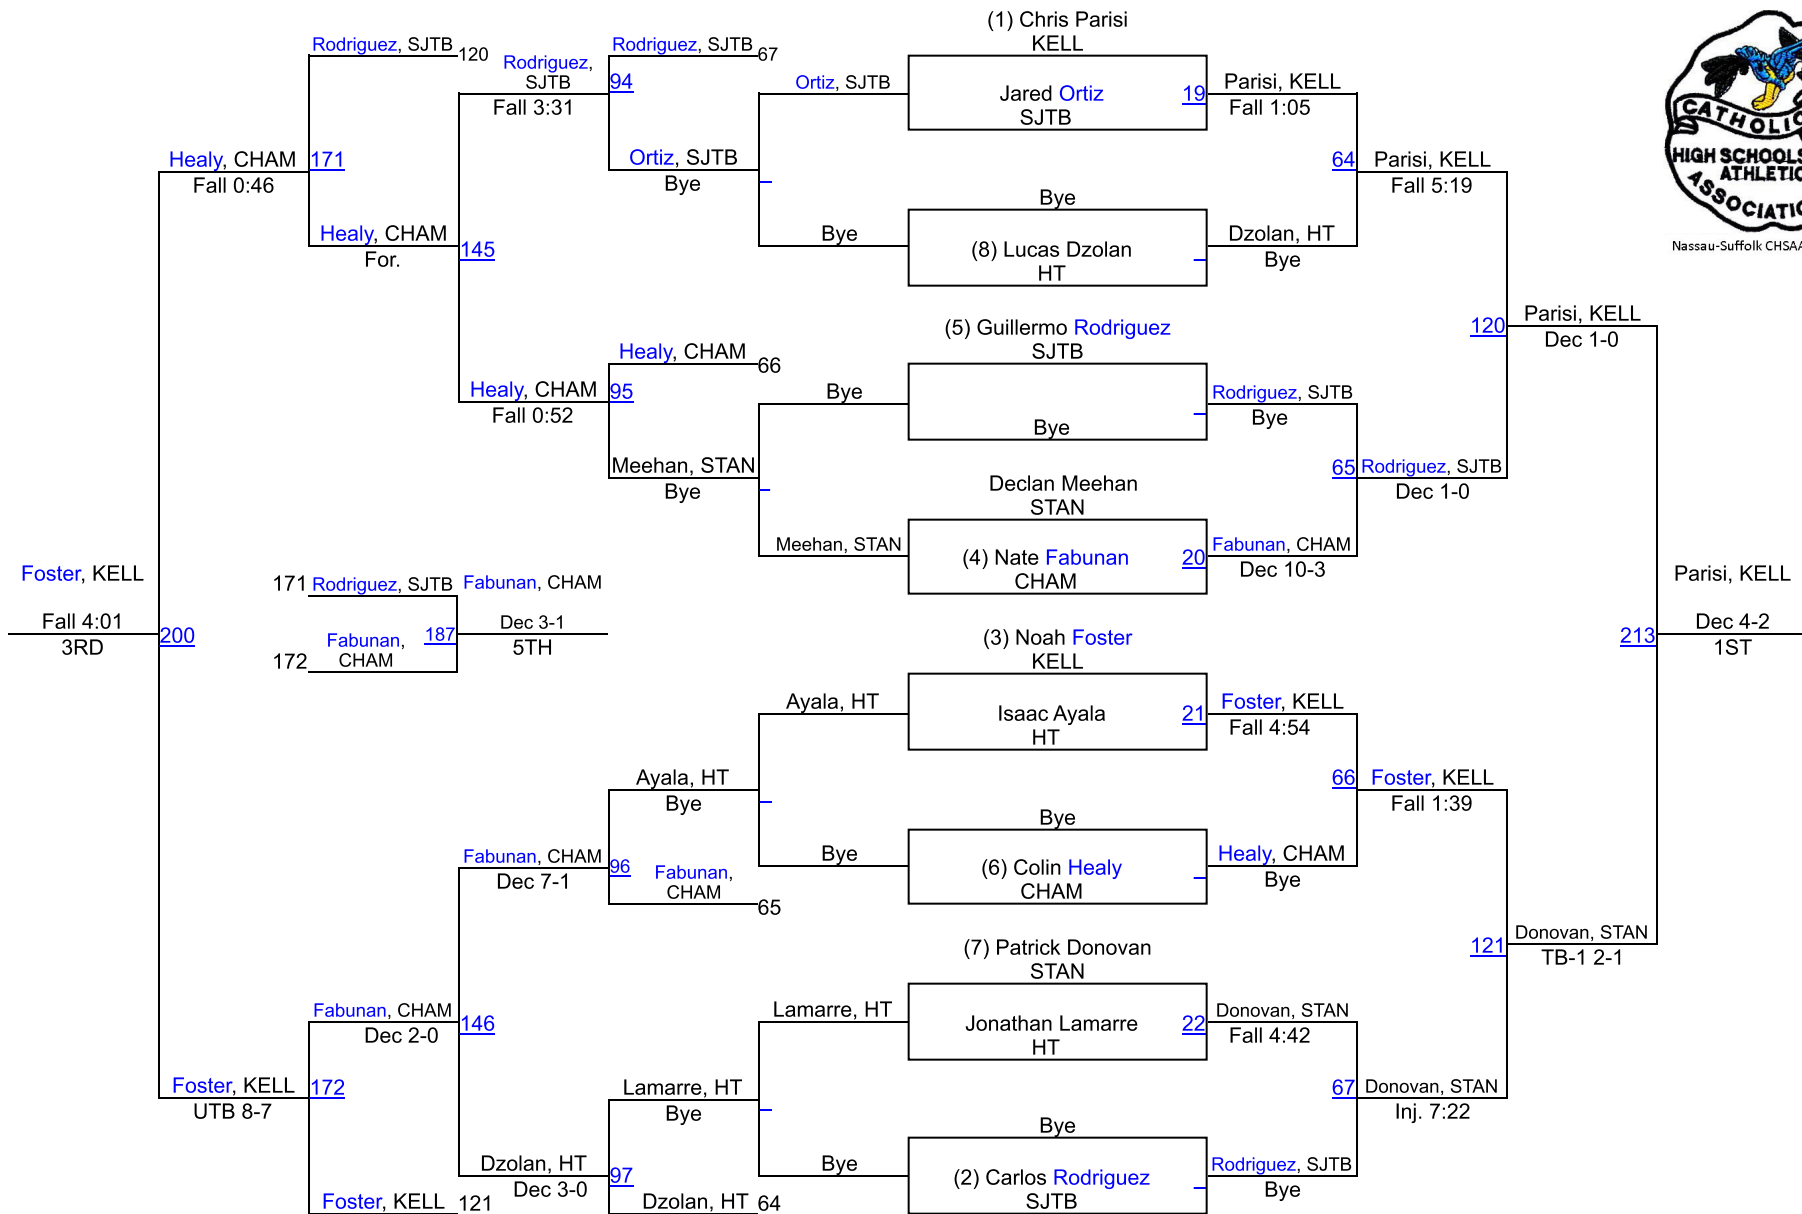 (1) Chris Parisi
KELL
Jared Ortiz
SJTB
19
Bye
(8) Lucas Dzolan
HT
(5) Guillermo Rodriguez
SJTB
Bye
Declan Meehan
STAN
(4) Nate Fabunan
CHAM
20
(3) Noah Foster
KELL
Isaac Ayala
HT
21
Bye
(6) Colin Healy
CHAM
(7) Patrick Donovan
STAN
Jonathan Lamarre
HT
22
Bye
(2) Carlos Rodriguez
SJTB
Parisi, KELL
Fall 1:05
64
Dzolan, HT
Bye
Rodriguez, SJTB
Bye
65
Fabunan, CHAM
Dec 10-3
Foster, KELL
Fall 4:54
66
Healy, CHAM
Bye
Donovan, STAN
Fall 4:42
67
Rodriguez, SJTB
Bye
Parisi, KELL
Fall 5:19
120
Rodriguez, SJTB
Dec 1-0
Foster, KELL
Fall 1:39
121
Donovan, STAN
Inj. 7:22
Parisi, KELL
Dec 1-0
213
Donovan, STAN
TB-1 2-1
Parisi, KELL
Dec 4-2
1ST
Ortiz, SJTB
Bye
Bye
Meehan, STAN
Ayala, HT
Bye
Lamarre, HT
Bye
Rodriguez, SJTB
67
94
Ortiz, SJTB
Bye
Healy, CHAM
66
95
Meehan, STAN
Bye
Ayala, HT
Bye
96
Fabunan,
CHAM
65
Lamarre, HT
Bye
97
Dzolan, HT
64
Rodriguez,
SJTB
Fall 3:31
145
Healy, CHAM
Fall 0:52
Fabunan, CHAM
Dec 7-1
146
Dzolan, HT
Dec 3-0
Rodriguez, SJTB
120
171
Healy, CHAM
For.
Fabunan, CHAM
Dec 2-0
172
Foster, KELL
121
Healy, CHAM
Fall 0:46
200
Foster, KELL
UTB 8-7
Foster, KELL
Fall 4:01
3RD
171
Rodriguez, SJTB
187
172
Fabunan,
CHAM
Fabunan, CHAM
Dec 3-1
5TH
CATHOLIC
HIGH SCHOOLS
ATHLETIC
ASSOCIATIO
Nassau-Suffolk CHSAA